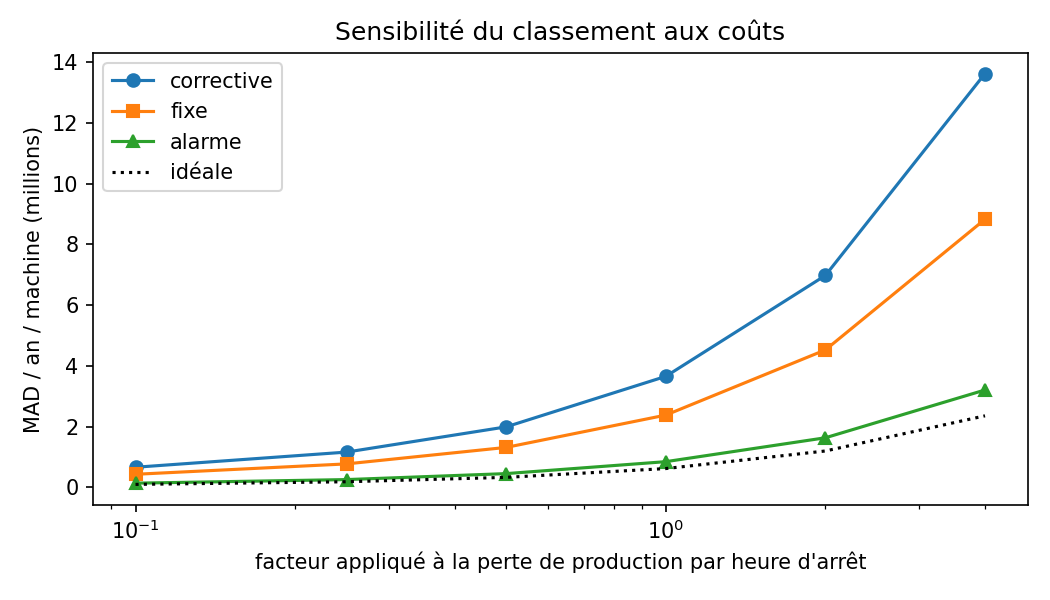 Sensibilité du classement aux coûts
MAD / an / machine (millions)
14
12
10
8
6
4
2
0
corrective
fixe
alarme
idéale
10⁻¹
10⁰
facteur appliqué à la perte de production par heure d'arrêt